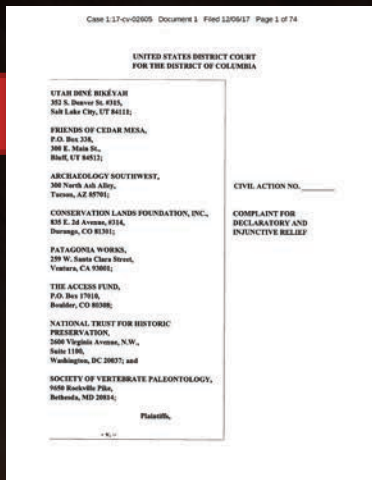 Case 1:17-cv-02605 Document 1 Filed 12/06/17 Page 1 of 74
UNITED STATES DISTRICT COURT
FOR THE DISTRICT OF COLUMBIA
UTAH DINÉ BIKÉYAH
352 S. Denver St. #315,
Salt Lake City, UT 84111;
FRIENDS OF CEDAR MESA,
P.O. Box 338,
300 E. Main St.,
Bluff, UT 84512;
ARCHAEOLOGY SOUTHWEST,
300 North Ash Alley,
Tucson, AZ 85701;
CIVIL ACTION NO. ________
CONSERVATION LANDS FOUNDATION, INC.,
835 E. 2d Avenue, #314,
Durango, CO 81301;
COMPLAINT FOR
DECLARATORY AND
INJUNCTIVE RELIEF
PATAGONIA WORKS,
259 W. Santa Clara Street,
Ventura, CA 93001;
THE ACCESS FUND,
P.O. Box 17010,
Boulder, CO 80308;
NATIONAL TRUST FOR HISTORIC
PRESERVATION,
2600 Virginia Avenue, N.W.,
Suite 1100,
Washington, DC 20037; and
SOCIETY OF VERTEBRATE PALEONTOLOGY,
9650 Rockville Pike,
Bethesda, MD 20814;
Plaintiffs,
- v. -